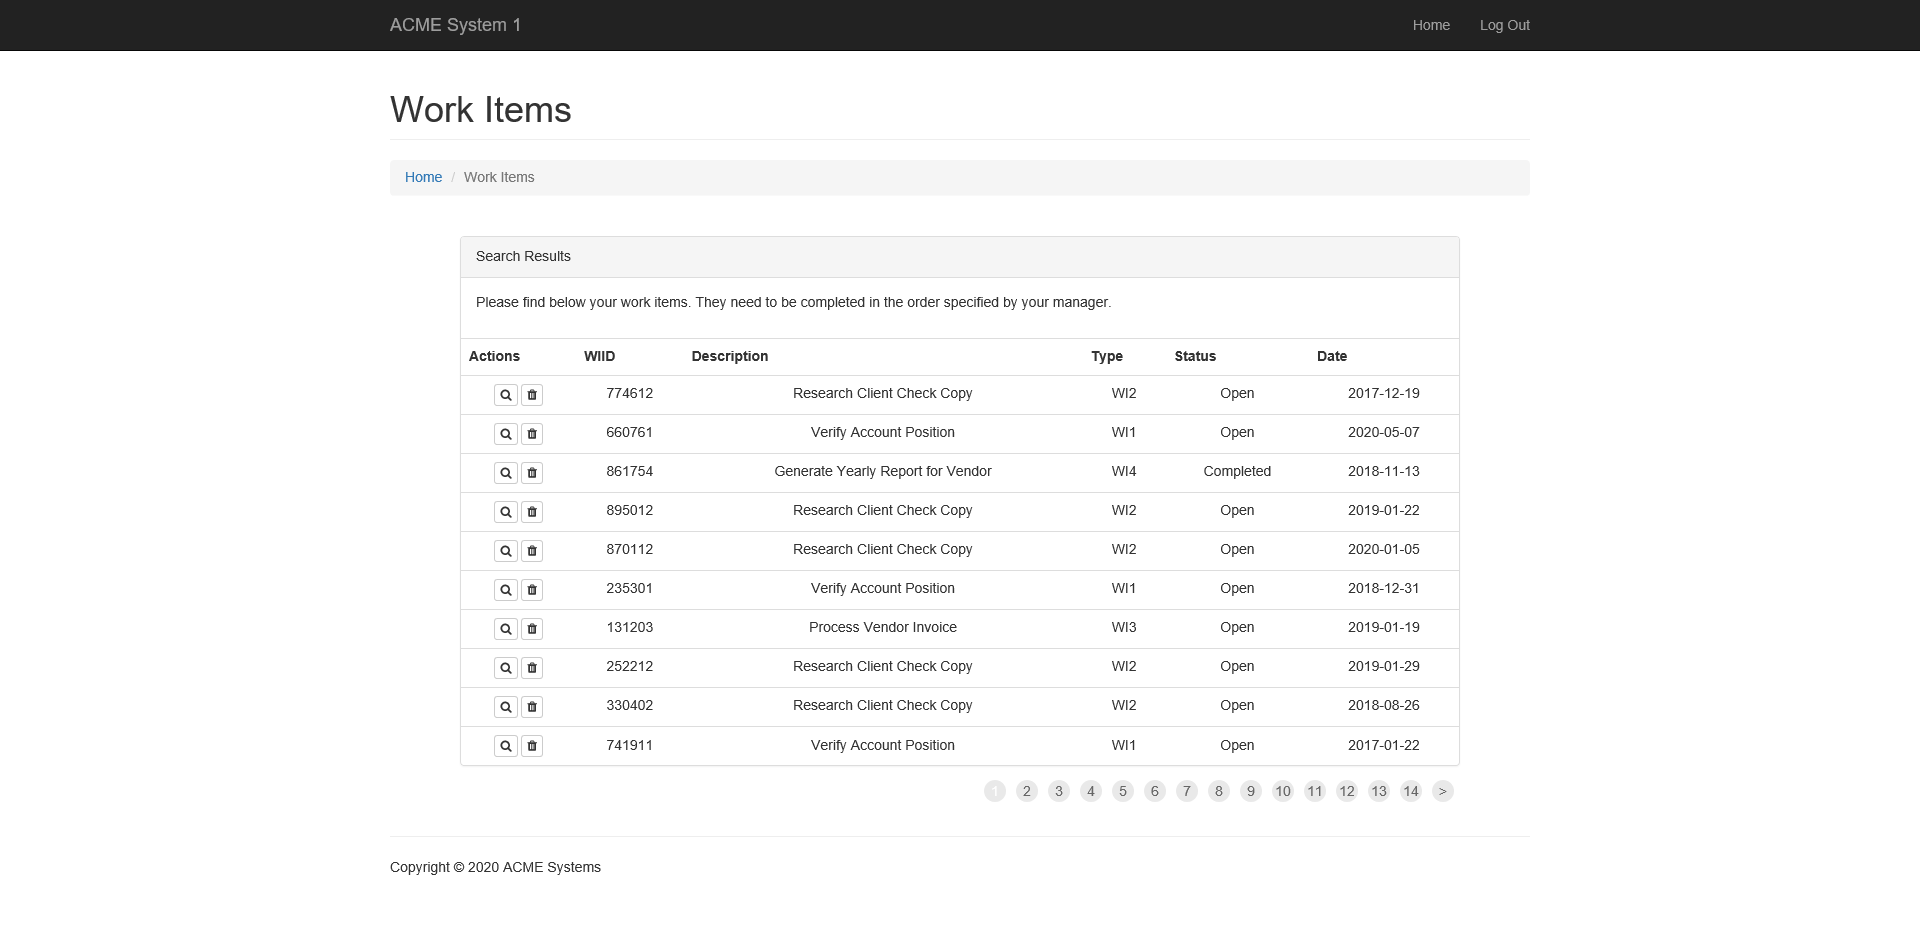 ACME System 1 Home Log Out
Work Items
Home / Work Items
Search Results
Please find below your work items. They need to be completed in the order specified by your manager.
Actions WIID Description Type Status Date
774612 Research Client Check Copy WI2 Open 2017-12-19
660761 Verify Account Position WI1 Open 2020-05-07
861754 Generate Yearly Report for Vendor WI4 Completed 2018-11-13
895012 Research Client Check Copy WI2 Open 2019-01-22
870112 Research Client Check Copy WI2 Open 2020-01-05
235301 Verify Account Position WI1 Open 2018-12-31
131203 Process Vendor Invoice WI3 Open 2019-01-19
252212 Research Client Check Copy WI2 Open 2019-01-29
330402 Research Client Check Copy WI2 Open 2018-08-26
741911 Verify Account Position WI1 Open 2017-01-22
1 2 3 4 5 6 7 8 9 10 11 12 13 14 >
Copyright © 2020 ACME Systems